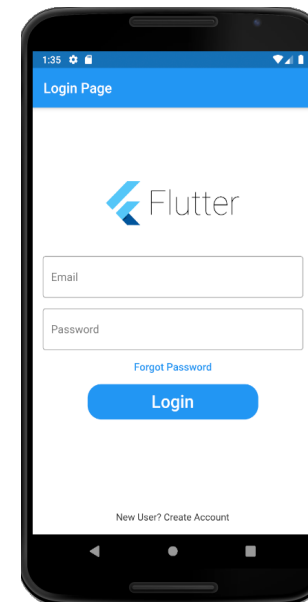 1:35
Login Page
Flutter
Email
Password
Forgot Password
Login
New User? Create Account